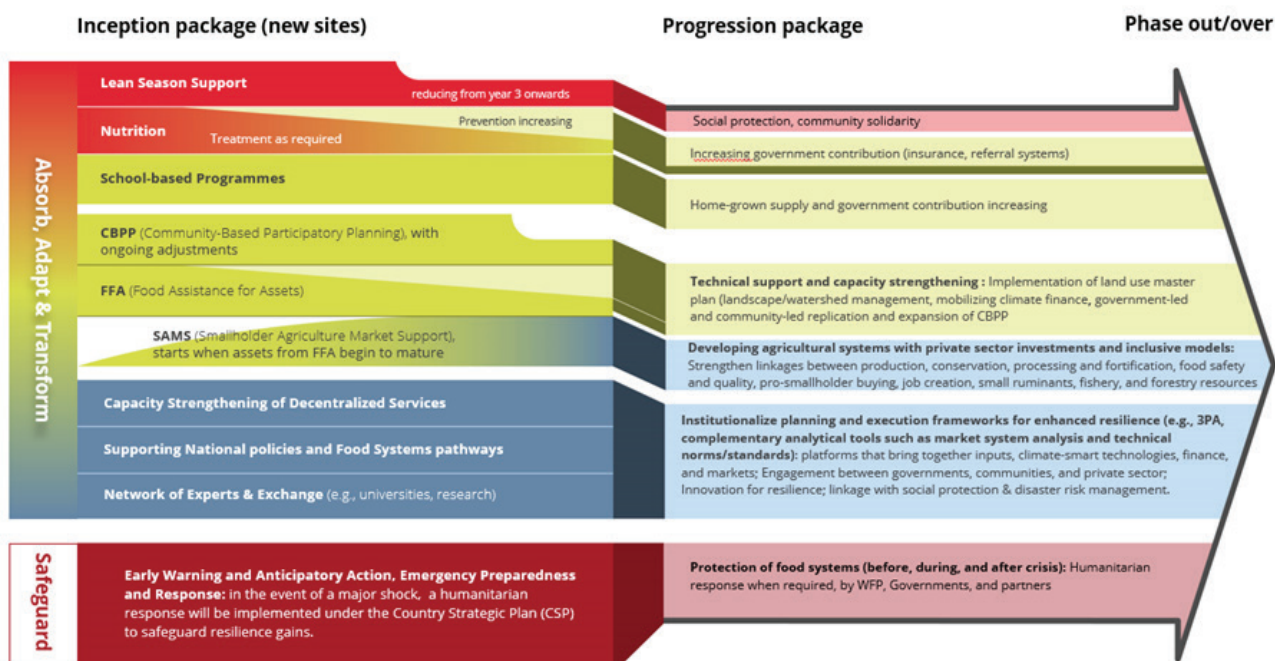 Inception package (new sites)
Progression package
Phase out/over
Absorb, Adapt & Transform
Lean Season Support
reducing from year 3 onwards
Nutrition
Treatment as required
Prevention increasing
School-based Programmes
CBPP (Community-Based Participatory Planning), with
ongoing adjustments
FFA (Food Assistance for Assets)
SAMS (Smallholder Agriculture Market Support),
starts when assets from FFA begin to mature
Capacity Strengthening of Decentralized Services
Supporting National policies and Food Systems pathways
Network of Experts & Exchange (e.g., universities, research)
Social protection, community solidarity
Increasing government contribution (insurance, referral systems)
Home-grown supply and government contribution increasing
Technical support and capacity strengthening : Implementation of land use master
plan (landscape/watershed management, mobilizing climate finance, government-led
and community-led replication and expansion of CBPP
Developing agricultural systems with private sector investments and inclusive models:
Strengthen linkages between production, conservation, processing and fortification, food safety
and quality, pro-smallholder buying, job creation, small ruminants, fishery, and forestry resources
Institutionalize planning and execution frameworks for enhanced resilience (e.g., 3PA,
complementary analytical tools such as market system analysis and technical
norms/standards): platforms that bring together inputs, climate-smart technologies, finance,
and markets; Engagement between governments, communities, and private sector;
Innovation for resilience; linkage with social protection & disaster risk management.
Safeguard
Early Warning and Anticipatory Action, Emergency Preparedness
and Response: in the event of a major shock, a humanitarian
response will be implemented under the Country Strategic Plan (CSP)
to safeguard resilience gains.
Protection of food systems (before, during, and after crisis): Humanitarian
response when required, by WFP, Governments, and partners